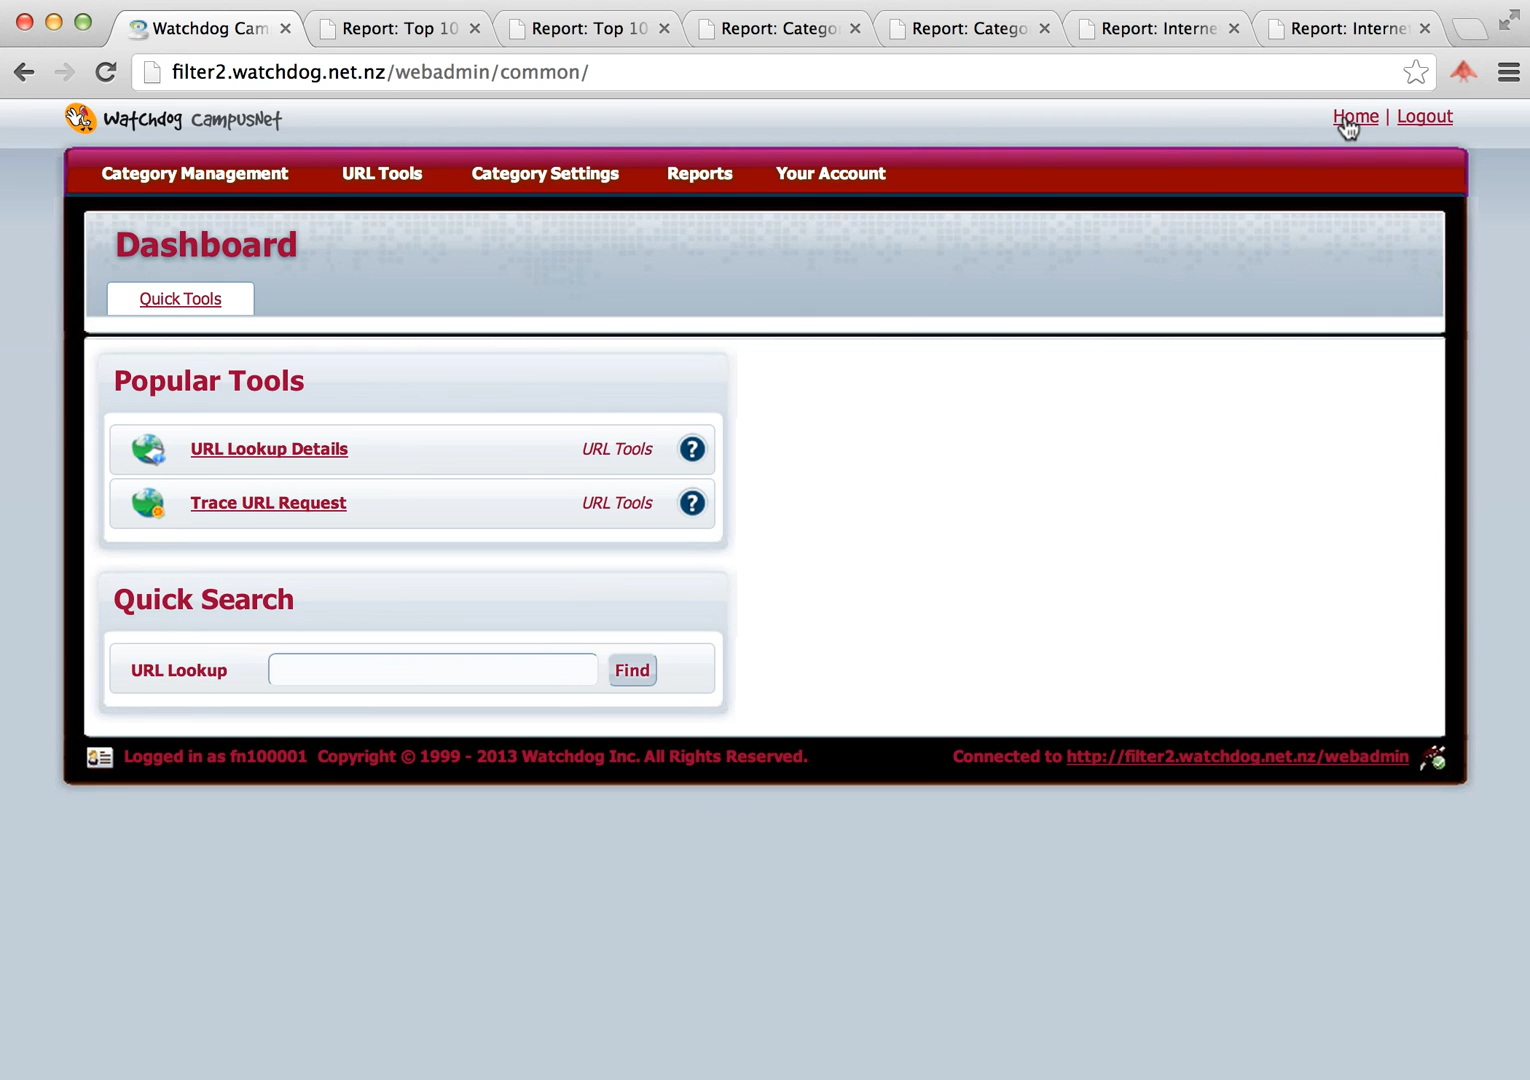 Watchdog Cam
Report: Top 10
Report: Top 10
Report: Catego
Report: Catego
Report: Interne
Report: Interne
filter2.watchdog.net.nz/webadmin/common/
watchdog CampusNet
Home | Logout
Category Management URL Tools Category Settings Reports Your Account
Dashboard
Quick Tools
Popular Tools
URL Lookup Details URL Tools ?
Trace URL Request URL Tools ?
Quick Search
URL Lookup Find
Logged in as fn100001 Copyright © 1999 - 2013 Watchdog Inc. All Rights Reserved. Connected to http://filter2.watchdog.net.nz/webadmin